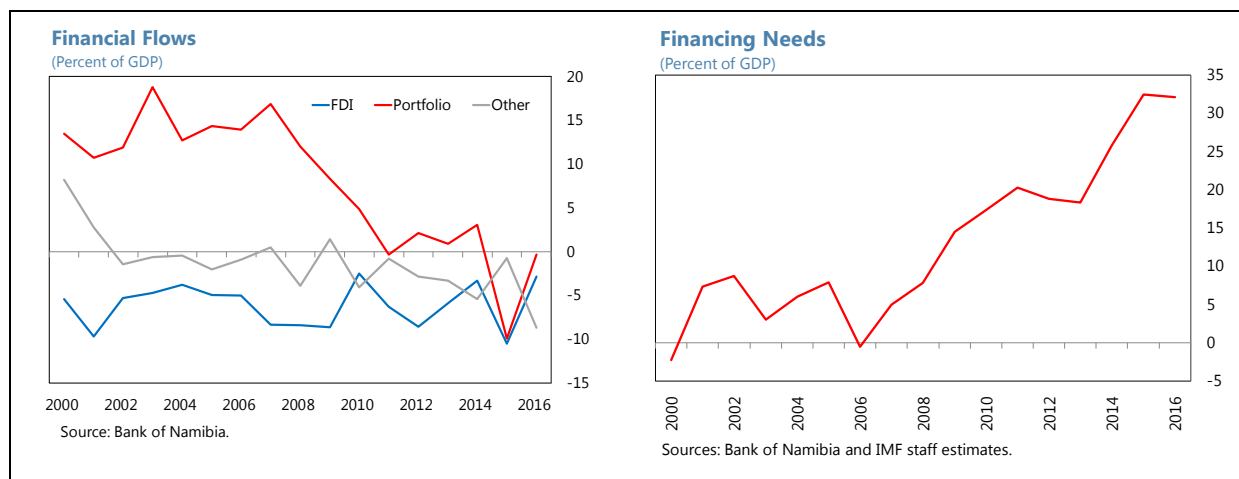 Financial Flows
(Percent of GDP)
FDI Portfolio Other
20
15
10
5
0
-5
-10
-15
2000 2002 2004 2006 2008 2010 2012 2014 2016
Source: Bank of Namibia.
Financing Needs
(Percent of GDP)
35
30
25
20
15
10
5
0
-5
2000 2002 2004 2006 2008 2010 2012 2014 2016
Sources: Bank of Namibia and IMF staff estimates.